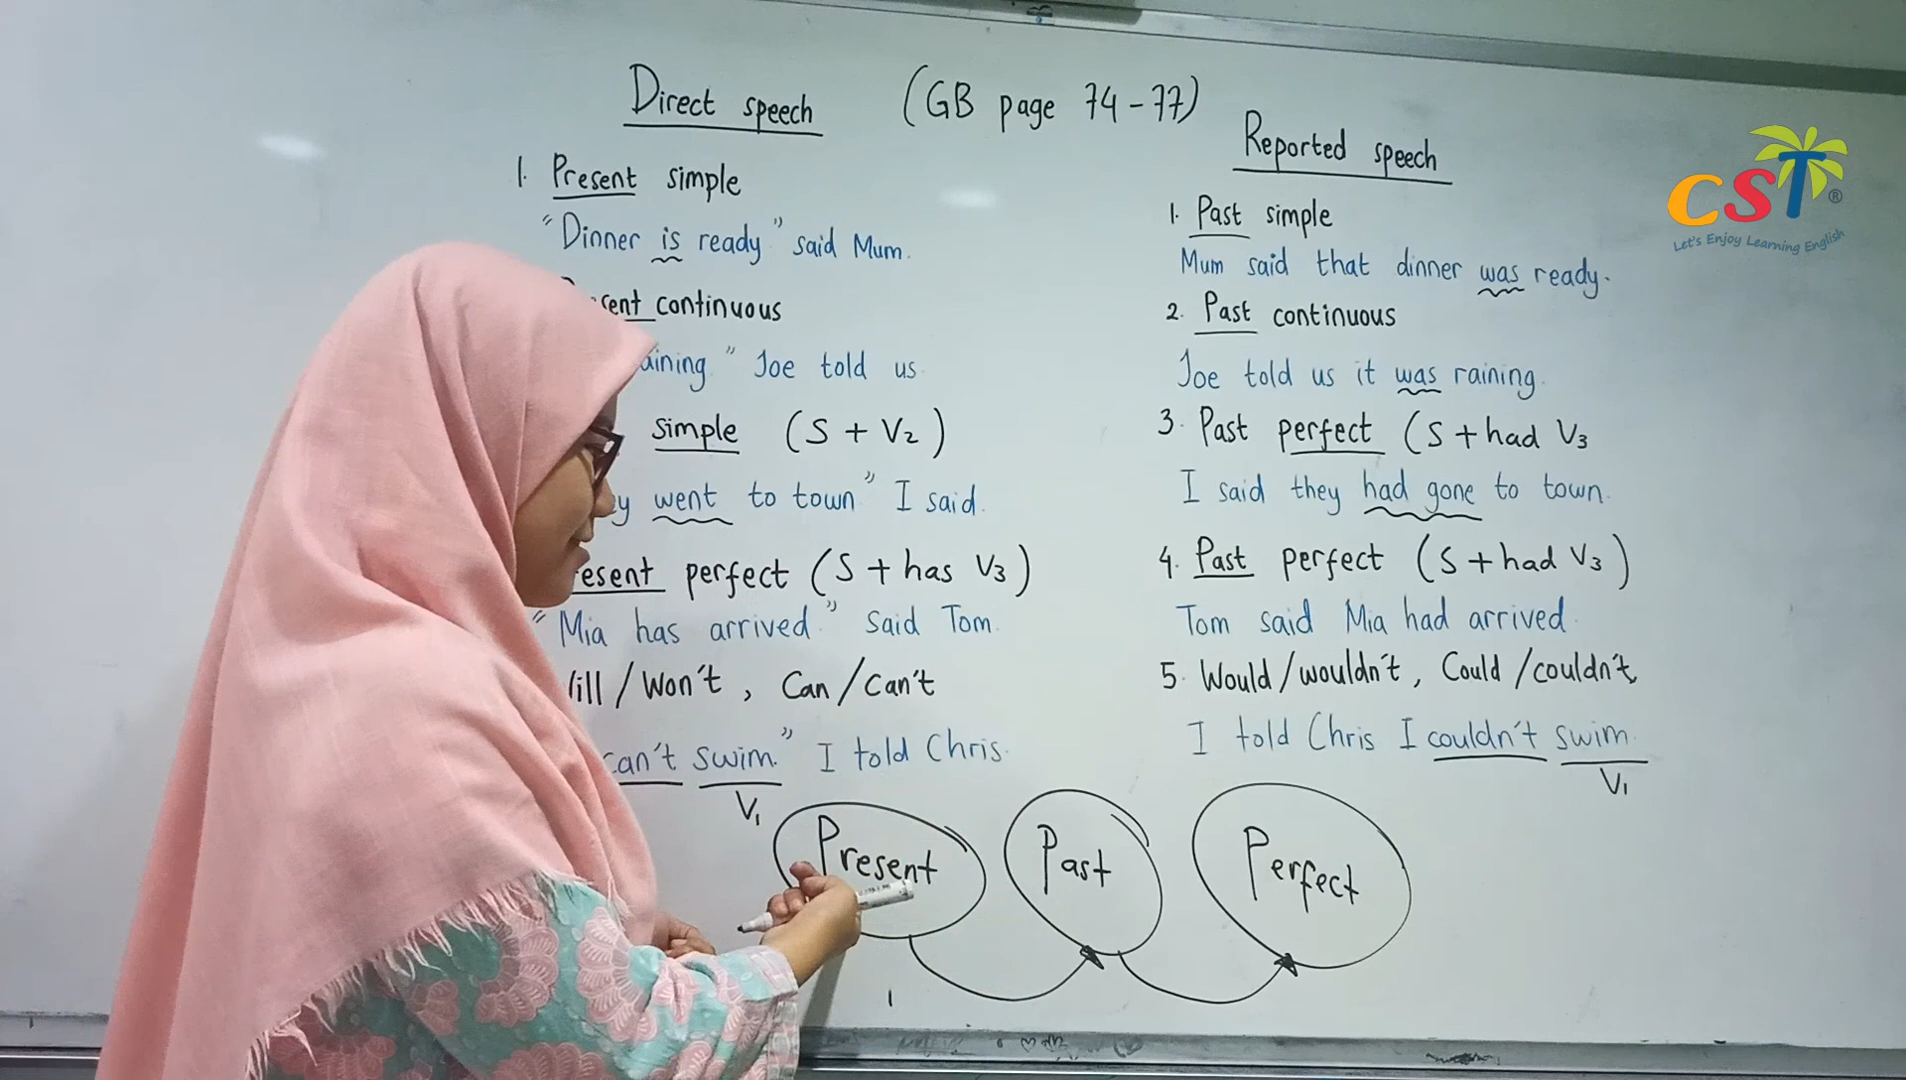 Direct speech (GB page 74-77)
1. Present simple
"Dinner is ready" said Mum.
continuous
" Joe told us
simple (S + V2)
went to town" I said.
perfect (S + has V3)
"Mia has arrived" said Tom.
/ Won't, Can/Can't
swim." I told Chris.
V1
Reported speech
1. Past simple
Mum said that dinner was ready.
2. Past continuous
Joe told us it was raining.
3. Past perfect (S + had V3
I said they had gone to town.
4. Past perfect (S + had V3)
Tom said Mia had arrived.
5. Would/wouldn't, Could/couldn't
I told Chris I couldn't swim.
V1
Present Past Perfect
CST®
Let's Enjoy Learning English